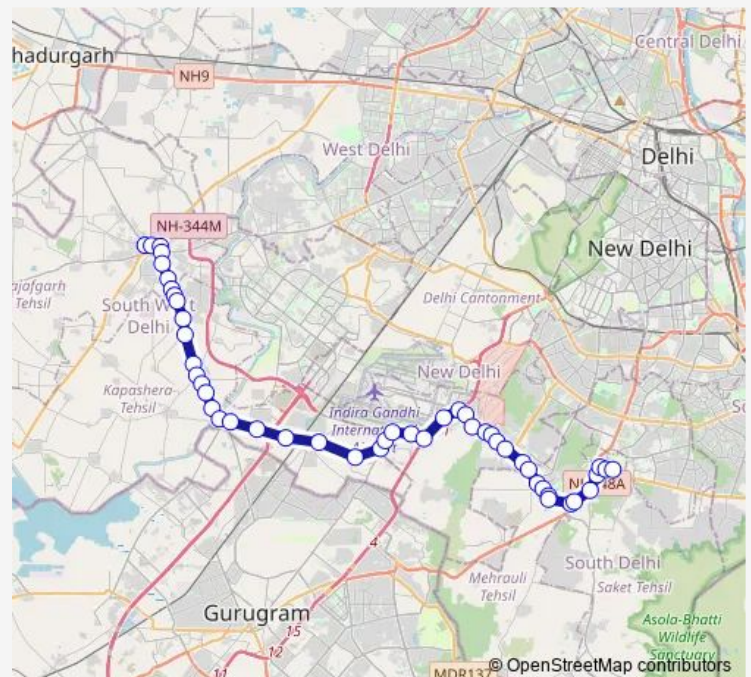 Central Delhi
hadurgarh
NH9
West Delhi
Delhi
NH-344M
New Delhi
ajafgarh
Tehsil
South West
Delhi
Delhi Cantonment
Kapashera-
Tehsil
New Delhi
Indira Gandhi
Internat
48A
4
South Delhi
Mehrauli
Tehsil
Saket Tehsil
Gurugram
15
12
11
Asola-Bhatti
Wildlife
Sanctuary
MDR137
© OpenStreetMap contributors